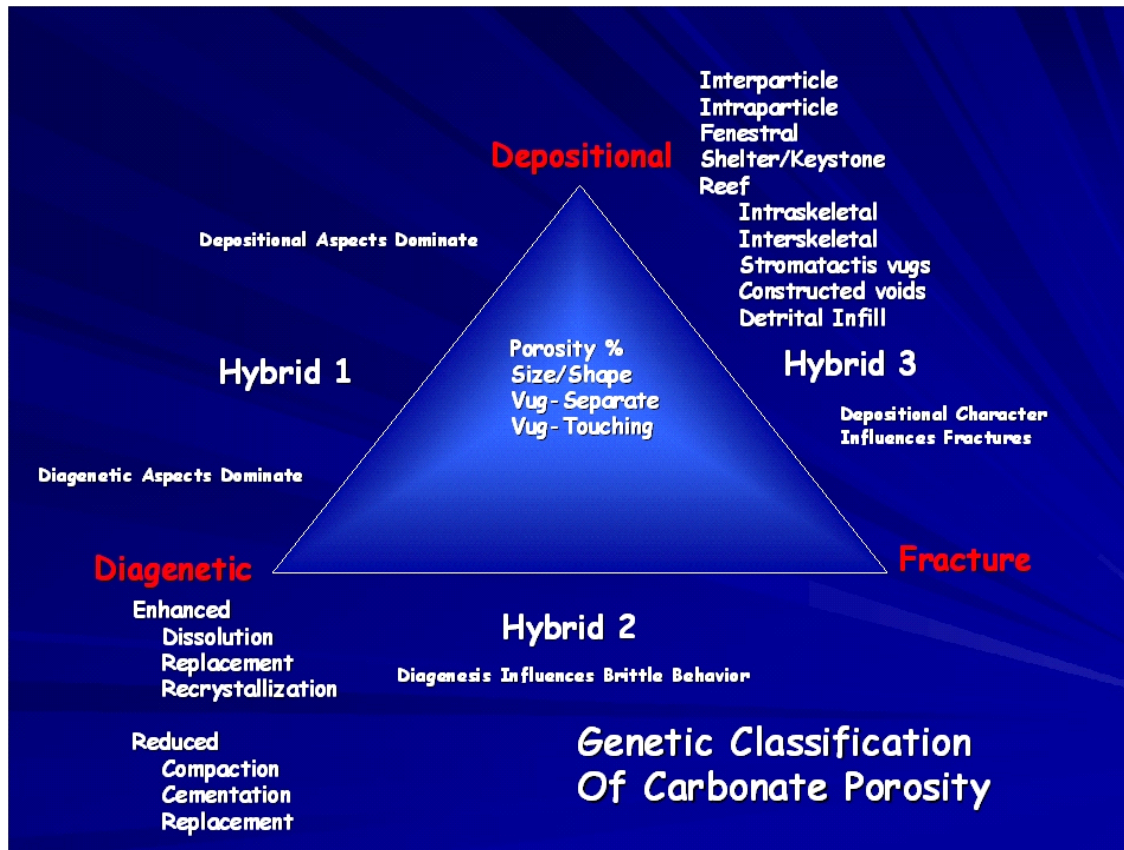 Interparticle
Intraparticle
Fenestral
Shelter/Keystone
Reef
Intraskeletal
Interskeletal
Stromatactis vugs
Constructed voids
Detrital Infill
Depositional
Depositional Aspects Dominate
Hybrid 1
Diagenetic Aspects Dominate
Porosity %
Size/Shape
Vug-Separate
Vug-Touching
Hybrid 3
Depositional Character
Influences Fractures
Diagenetic
Enhanced
Dissolution
Replacement
Recrystallization
Reduced
Compaction
Cementation
Replacement
Fracture
Hybrid 2
Diagenesis Influences Brittle Behavior
Genetic Classification
Of Carbonate Porosity